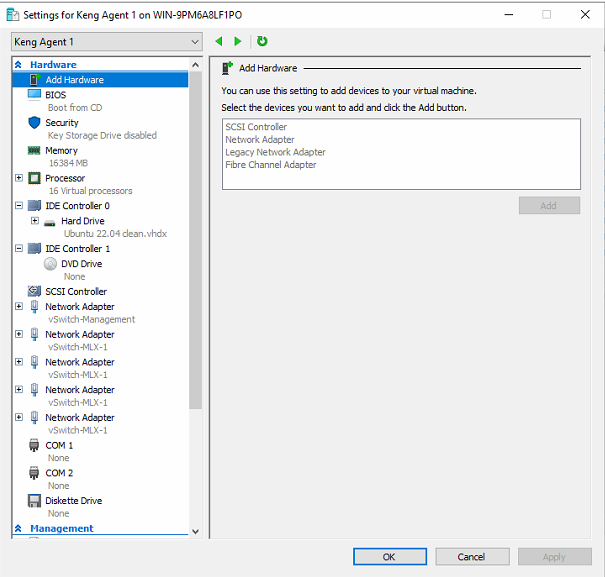 Settings for Keng Agent 1 on WIN-9PM6A8LF1PO
Keng Agent 1
Hardware
Add Hardware
BIOS
Boot from CD
Security
Key Storage Drive disabled
Memory
16384 MB
Processor
16 Virtual processors
IDE Controller 0
Hard Drive
Ubuntu 22.04 clean.vhdx
IDE Controller 1
DVD Drive
None
SCSI Controller
Network Adapter
vSwitch-Management
Network Adapter
vSwitch-MLX-1
Network Adapter
vSwitch-MLX-1
Network Adapter
vSwitch-MLX-1
Network Adapter
vSwitch-MLX-1
COM 1
None
COM 2
None
Diskette Drive
None
Management
Add Hardware
You can use this setting to add devices to your virtual machine.
Select the devices you want to add and click the Add button.
SCSI Controller
Network Adapter
Legacy Network Adapter
Fibre Channel Adapter
Add
OK
Cancel
Apply